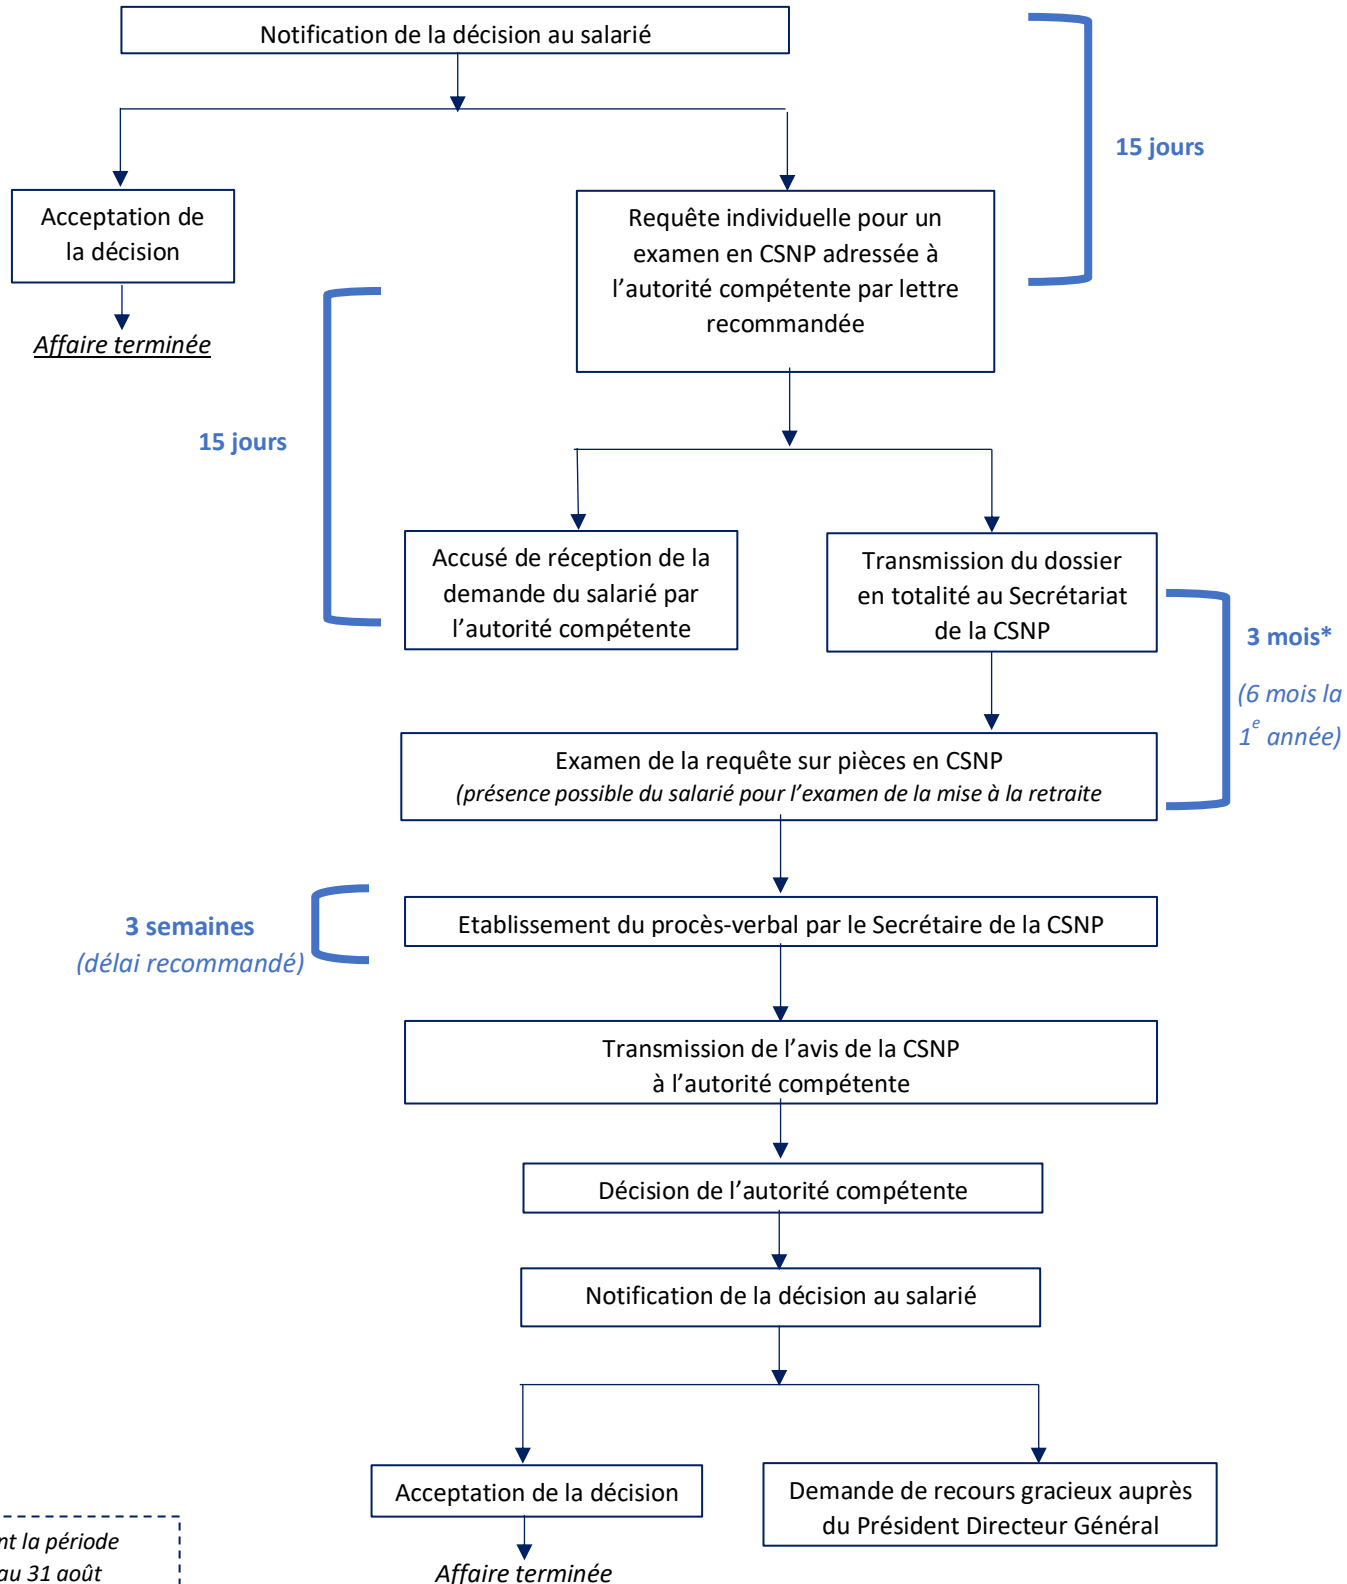 Notification de la décision au salarié
15 jours
Acceptation de
la décision
Affaire terminée
Requête individuelle pour un
examen en CSNP adressée à
l’autorité compétente par lettre
recommandée
15 jours
Accusé de réception de la
demande du salarié par
l’autorité compétente
Transmission du dossier
en totalité au Secrétariat
de la CSNP
3 mois*
(6 mois la
1e année)
Examen de la requête sur pièces en CSNP
(présence possible du salarié pour l’examen de la mise à la retraite
3 semaines
(délai recommandé)
Etablissement du procès-verbal par le Secrétaire de la CSNP
Transmission de l’avis de la CSNP
à l’autorité compétente
Décision de l’autorité compétente
Notification de la décision au salarié
Acceptation de la décision
Affaire terminée
Demande de recours gracieux auprès
du Président Directeur Général
nt la période
au 31 août